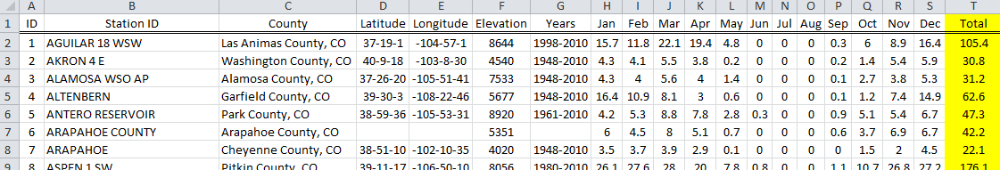 A B C D E F G H I J K L M N O P Q R S T
1 ID Station ID County Latitude Longitude Elevation Years Jan Feb Mar Apr May Jun Jul Aug Sep Oct Nov Dec Total
2 1 AGUILAR 18 WSW Las Animas County, CO 37-19-1 -104-57-1 8644 1998-2010 15.7 11.8 22.1 19.4 4.8 0 0 0 0.3 6 8.9 16.4 105.4
3 2 AKRON 4 E Washington County, CO 40-9-18 -103-8-30 4540 1948-2010 4.3 4.1 5.5 3.8 0.2 0 0 0 0.2 1.4 5.4 5.9 30.8
4 3 ALAMOSA WSO AP Alamosa County, CO 37-26-20 -105-51-41 7533 1948-2010 4.3 4 5.6 4 1.4 0 0 0 0.1 2.7 3.8 5.3 31.2
5 4 ALTENBERN Garfield County, CO 39-30-3 -108-22-46 5677 1948-2010 16.4 10.9 8.1 3 0.6 0 0 0 0.1 1.2 7.4 14.9 62.6
6 5 ANTERO RESERVOIR Park County, CO 38-59-36 -105-53-31 8920 1961-2010 4.2 5.3 8.8 7.8 2.8 0.3 0 0 0.9 5.1 5.4 6.7 47.3
7 6 ARAPAHOE COUNTY Arapahoe County, CO 5351 6 4.5 8 5.1 0.7 0 0 0 0.6 3.7 6.9 6.7 42.2
8 7 ARAPAHOE Cheyenne County, CO 38-51-10 -102-10-35 4020 1948-2010 3.5 3.7 3.9 2.9 0.1 0 0 0 0 1.5 2 4.5 22.1
9 8 ASPEN 1 SW Pitkin County, CO 39-11-17 -106-50-10 8056 1980-2010 26.1 27.6 28 20 7.8 0.8 0 0 1.1 10.7 26.8 27.2 176.1